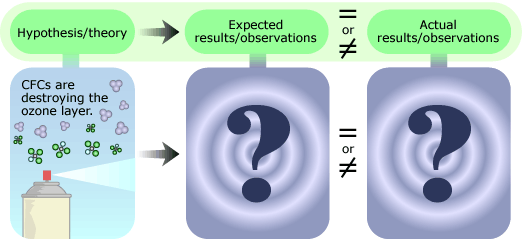 Hypothesis/theory
Expected
results/observations
=
or
≠
Actual
results/observations
CFCs are
destroying the
ozone layer.
?
=
or
≠
?